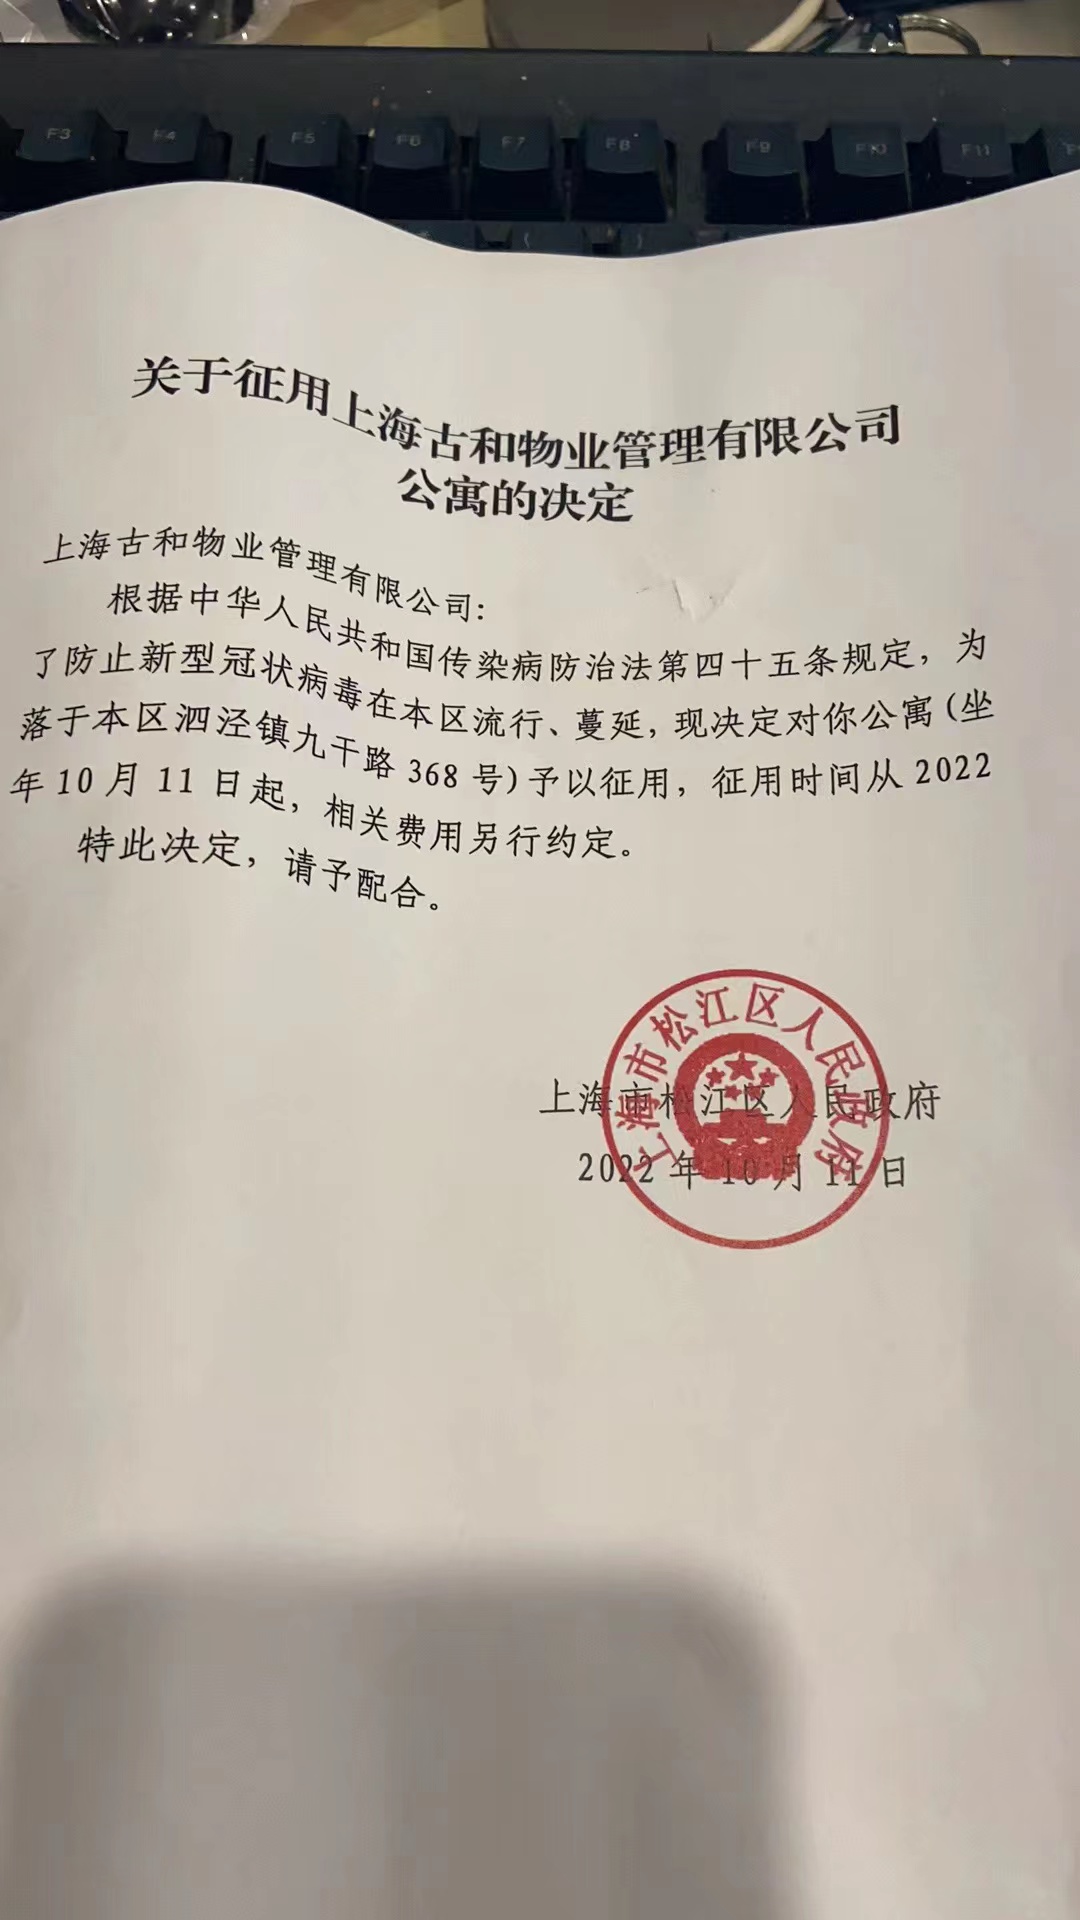 F3 F4 F5 F6 F7 F8 F9 F10 F11
关于征用上海古和物业管理有限公司
公寓的决定
上海古和物业管理有限公司：
根据中华人民共和国传染病防治法第四十五条规定，为
了防止新型冠状病毒在本区流行、蔓延，现决定对你公寓（坐
落于本区泗泾镇九干路 368 号）予以征用，征用时间从 2022
年 10 月 11 日起，相关费用另行约定。
特此决定，请予配合。
上海市松江区人民政府
上海市松江区人民政府
2022 年 10 月 11 日